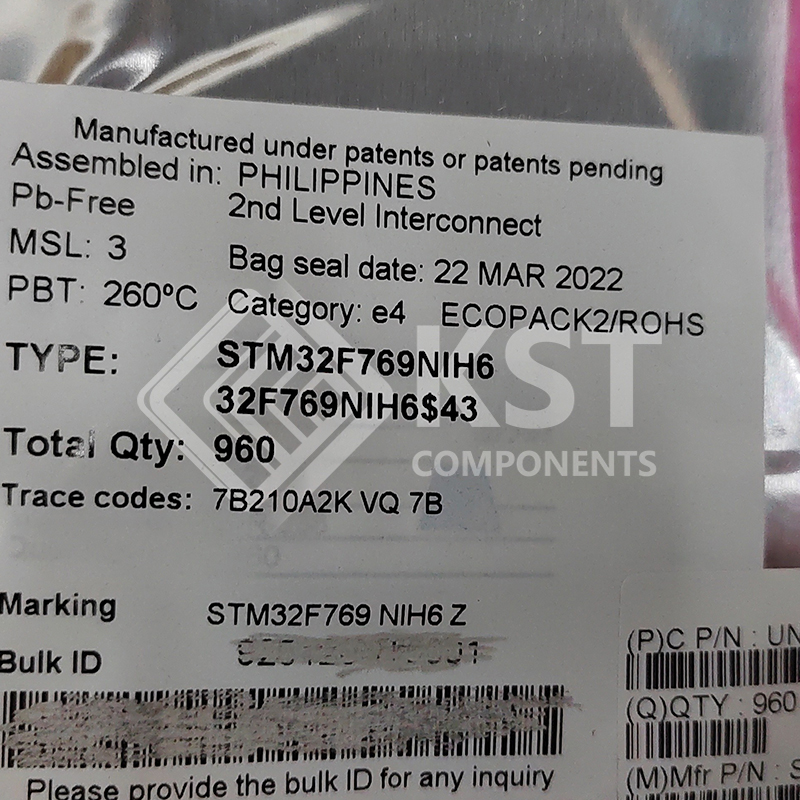 Manufactured under patents or patents pending
Assembled in: PHILIPPINES
Pb-Free 2nd Level Interconnect
MSL: 3 Bag seal date: 22 MAR 2022
PBT: 260ºC Category: e4 ECOPACK2/ROHS
TYPE: STM32F769NIH6
32F769NIH6$43
Total Qty: 960
Trace codes: 7B210A2K VQ 7B
KST
COMPONENTS
Marking STM32F769 NIH6 Z
Bulk ID
Please provide the bulk ID for any inquiry
(P)C P/N : UN
(Q)QTY : 960
(M)Mfr P/N : S